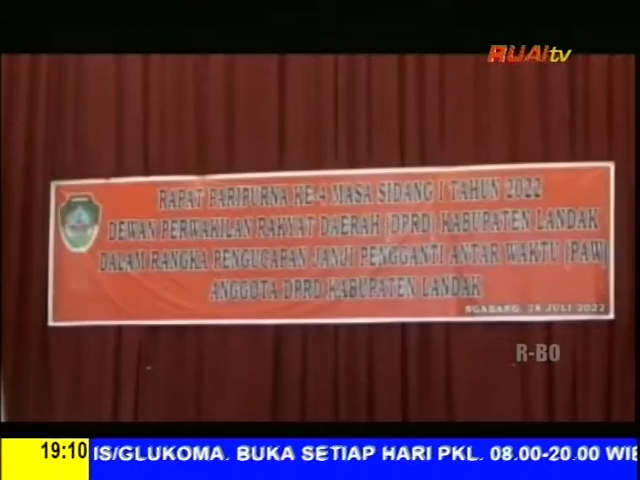 RUAItv
RAPAT PARIPURNA KE-4 MASA SIDANG I TAHUN 2022
DEWAN PERWAKILAN RAKYAT DAERAH (DPRD) KABUPATEN LANDAK
DALAM RANGKA PENGUCAPAN JANJI PENGGANTI ANTAR WAKTU (PAW)
ANGGOTA DPRD KABUPATEN LANDAK
NGABANG, 28 JULI 2022
R-BO
19:10 IS/GLUKOMA. BUKA SETIAP HARI PKL. 08.00-20.00 WIB